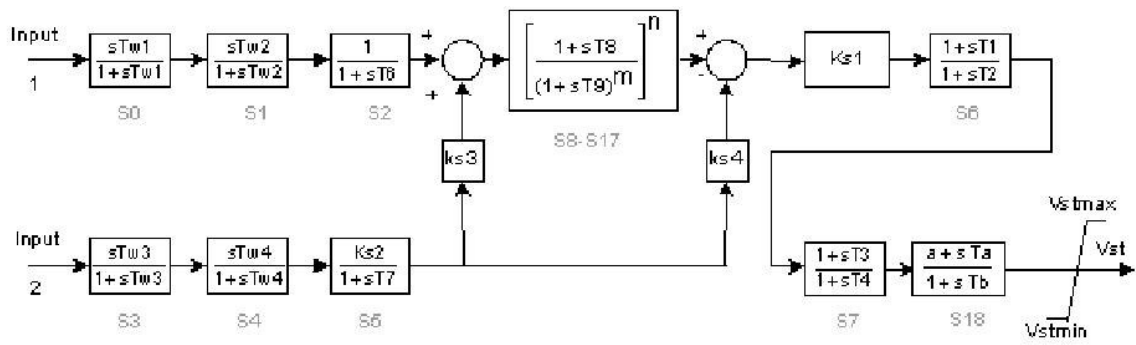 Input
1
sTw1
1+sTw1
S0
sTw2
1+sTw2
S1
1
1+sT6
S2
+
+
[1+sT8 / (1+sT9)^m]^n
S8-S17
+
-
Ks1
1+sT1
1+sT2
S6
ks3
ks4
Input
2
sTw3
1+sTw3
S3
sTw4
1+sTw4
S4
Ks2
1+sT7
S5
1+sT3
1+sT4
S7
a+sTa
1+sTb
S18
Vstmax
Vst
Vstmin